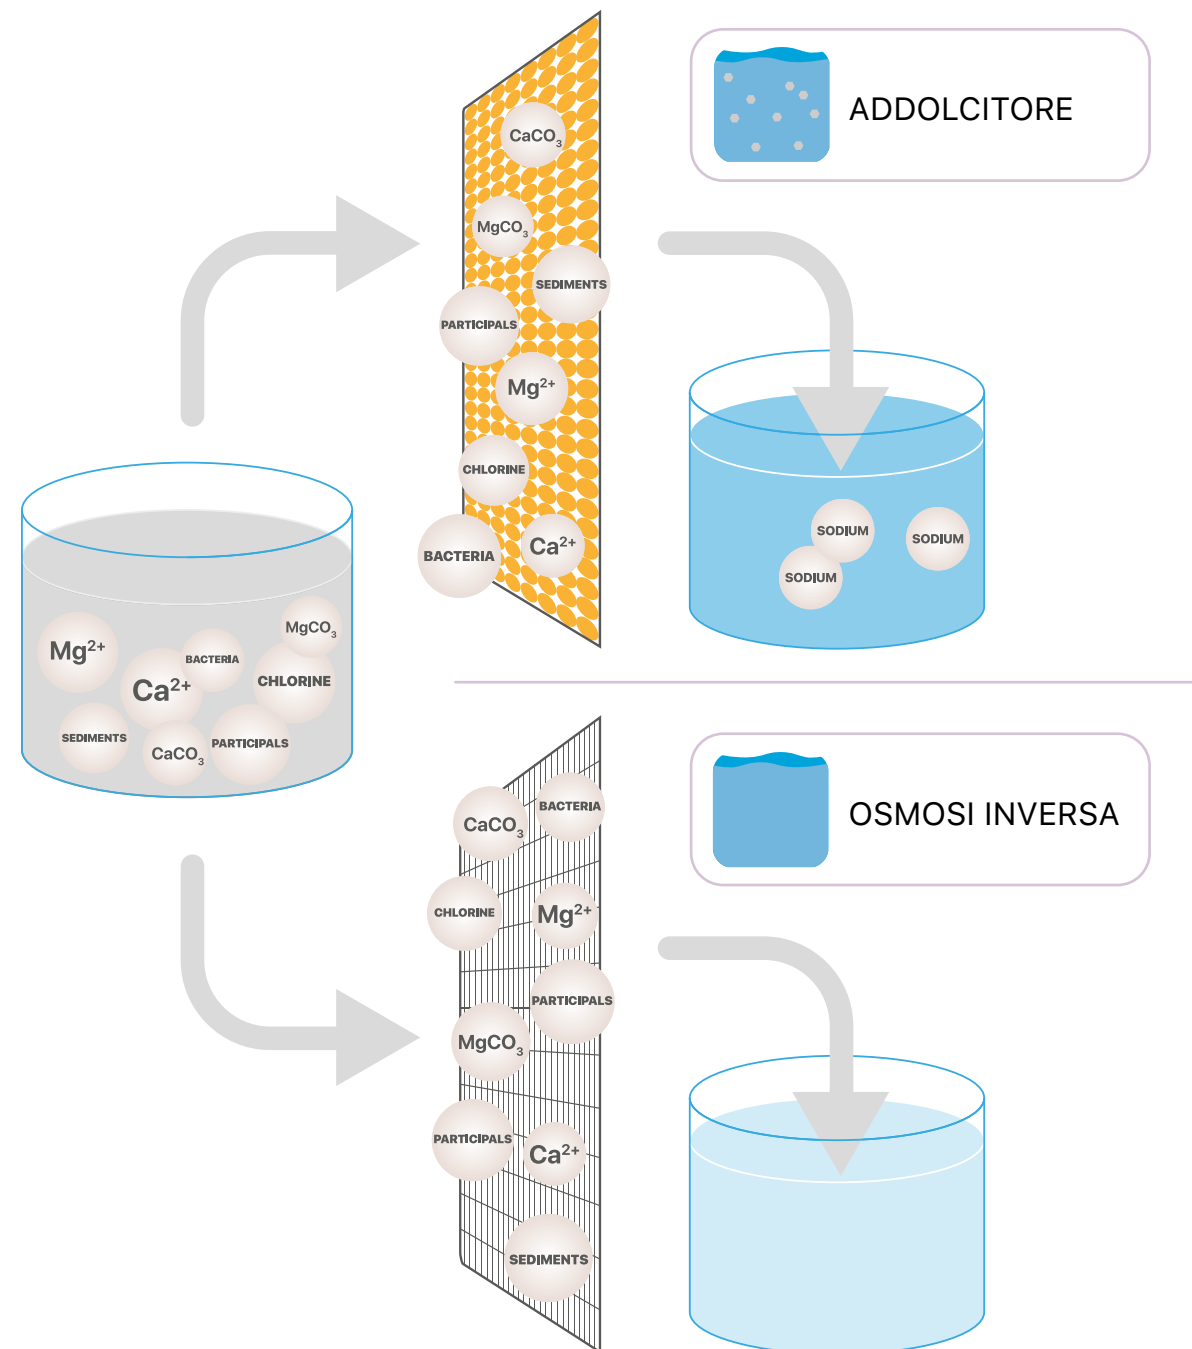 ADDOLCITORE
CaCO₃
MgCO₃
SEDIMENTS
PARTICIPALS
Mg²⁺
CHLORINE
BACTERIA
Ca²⁺
SODIUM
SODIUM
SODIUM
MgCO₃
Mg²⁺
BACTERIA
Ca²⁺
CHLORINE
SEDIMENTS
CaCO₃
PARTICIPALS
OSMOSI INVERSA
CaCO₃
BACTERIA
CHLORINE
Mg²⁺
PARTICIPALS
MgCO₃
PARTICIPALS
Ca²⁺
SEDIMENTS